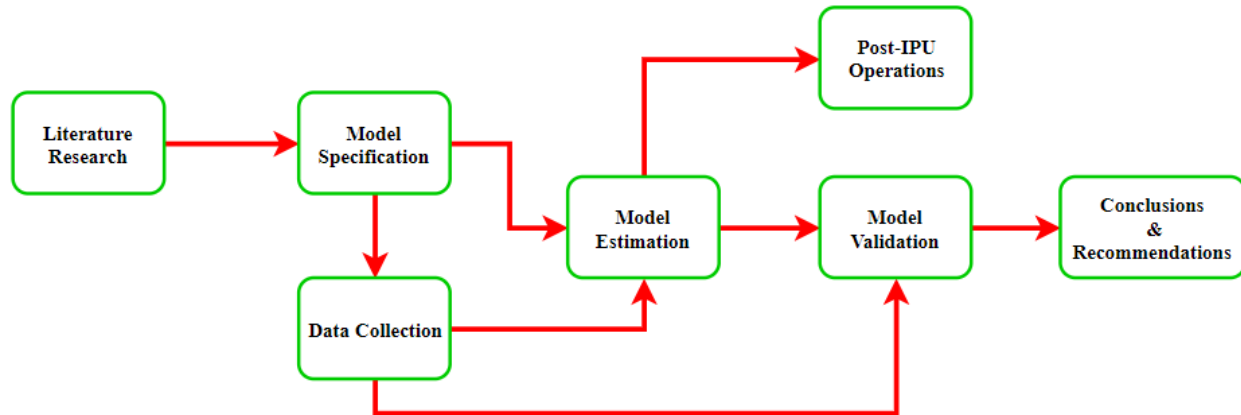 Literature
Research
Model
Specification
Data Collection
Model
Estimation
Post-IPU
Operations
Model
Validation
Conclusions
&
Recommendations